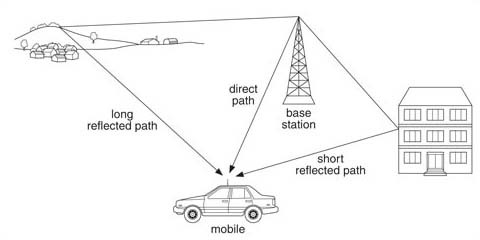 direct
path
base
station
long
reflected path
short
reflected path
mobile